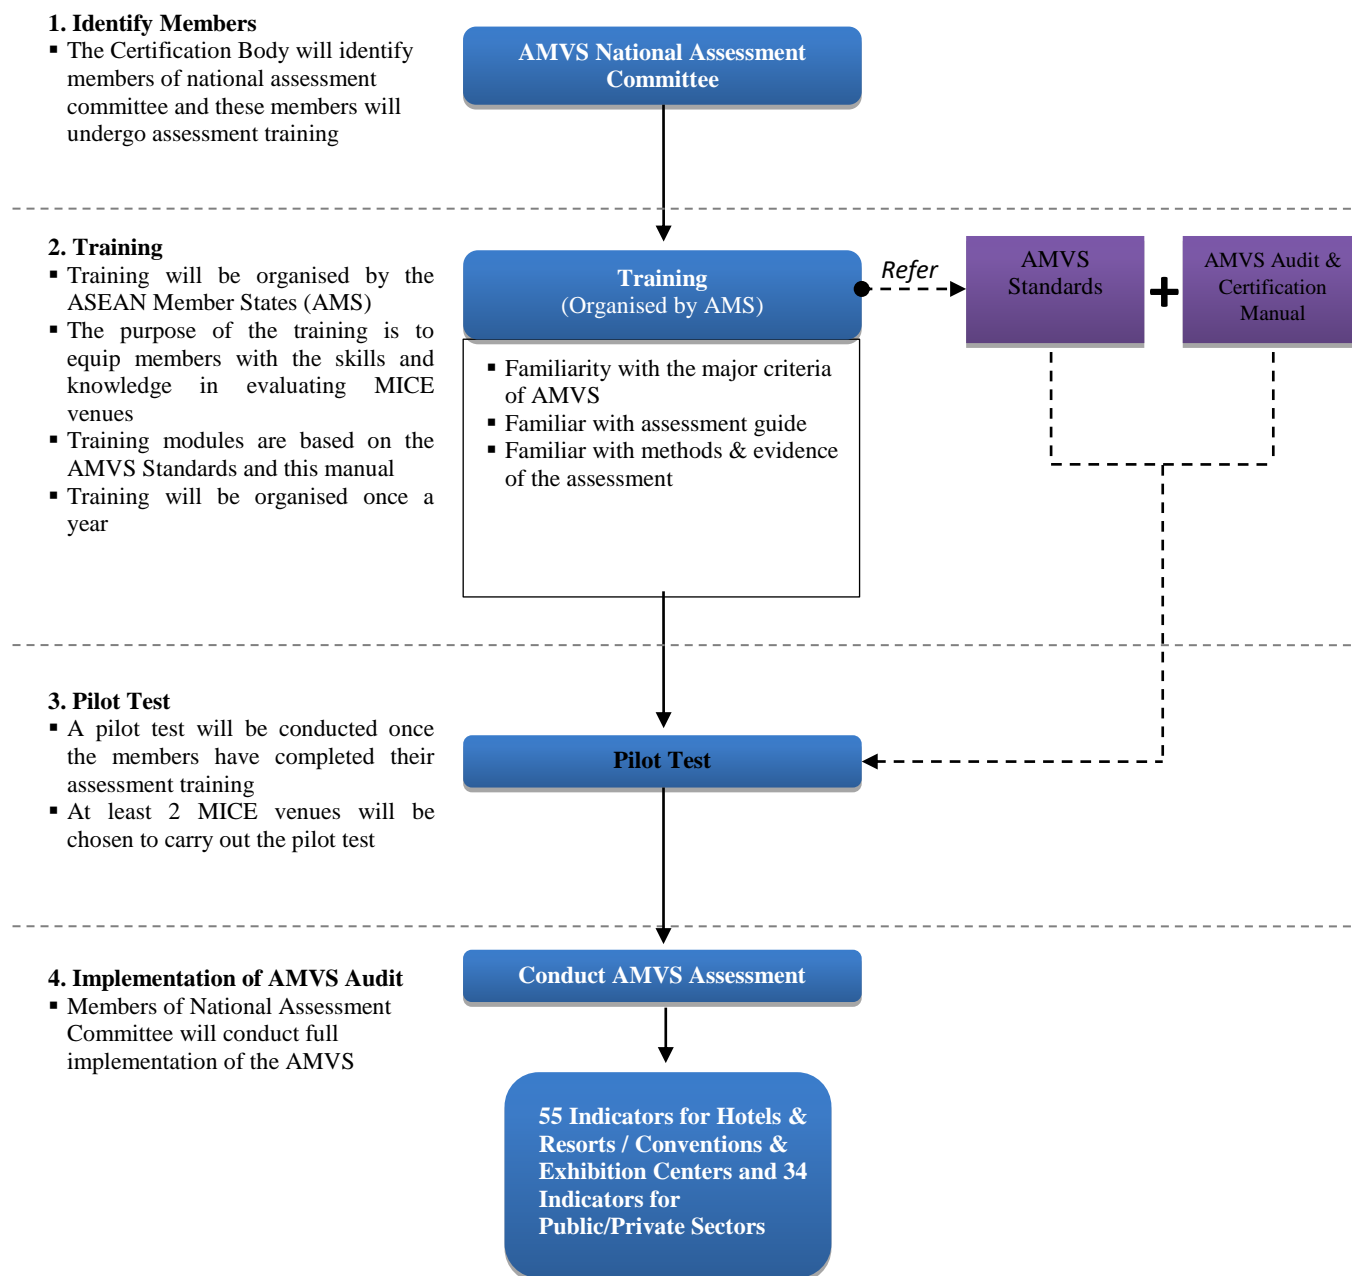 1. Identify Members
▪ The Certification Body will identify
members of national assessment
committee and these members will
undergo assessment training
AMVS National Assessment
Committee
2. Training
▪ Training will be organised by the
ASEAN Member States (AMS)
▪ The purpose of the training is to
equip members with the skills and
knowledge in evaluating MICE
venues
▪ Training modules are based on the
AMVS Standards and this manual
▪ Training will be organised once a
year
Training
(Organised by AMS)
▪ Familiarity with the major criteria
of AMVS
▪ Familiar with assessment guide
▪ Familiar with methods & evidence
of the assessment
Refer
AMVS
Standards
+
AMVS Audit &
Certification
Manual
3. Pilot Test
▪ A pilot test will be conducted once
the members have completed their
assessment training
▪ At least 2 MICE venues will be
chosen to carry out the pilot test
Pilot Test
4. Implementation of AMVS Audit
▪ Members of National Assessment
Committee will conduct full
implementation of the AMVS
Conduct AMVS Assessment
55 Indicators for Hotels &
Resorts / Conventions &
Exhibition Centers and 34
Indicators for
Public/Private Sectors